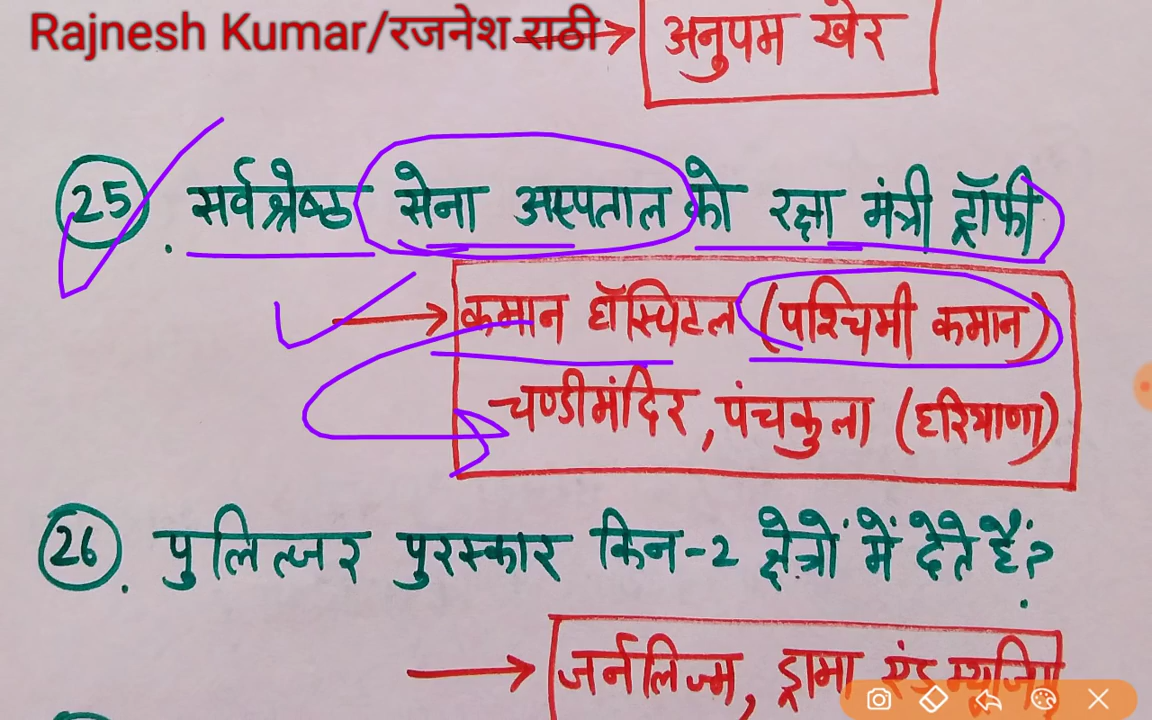 Rajnesh Kumar/रजनेश राठी → अनुपम खेर
25. सर्वश्रेष्ठ सेना अस्पताल को रक्षा मंत्री ट्रॉफी
→ कमान हॉस्पिटल (पश्चिमी कमान)
चण्डीमंदिर, पंचकुला (हरियाणा)
26. पुलित्जर पुरस्कार किन-2 क्षेत्रों में देते हैं?
→ जर्नलिज्म, ड्रामा एंड म्यूजिक